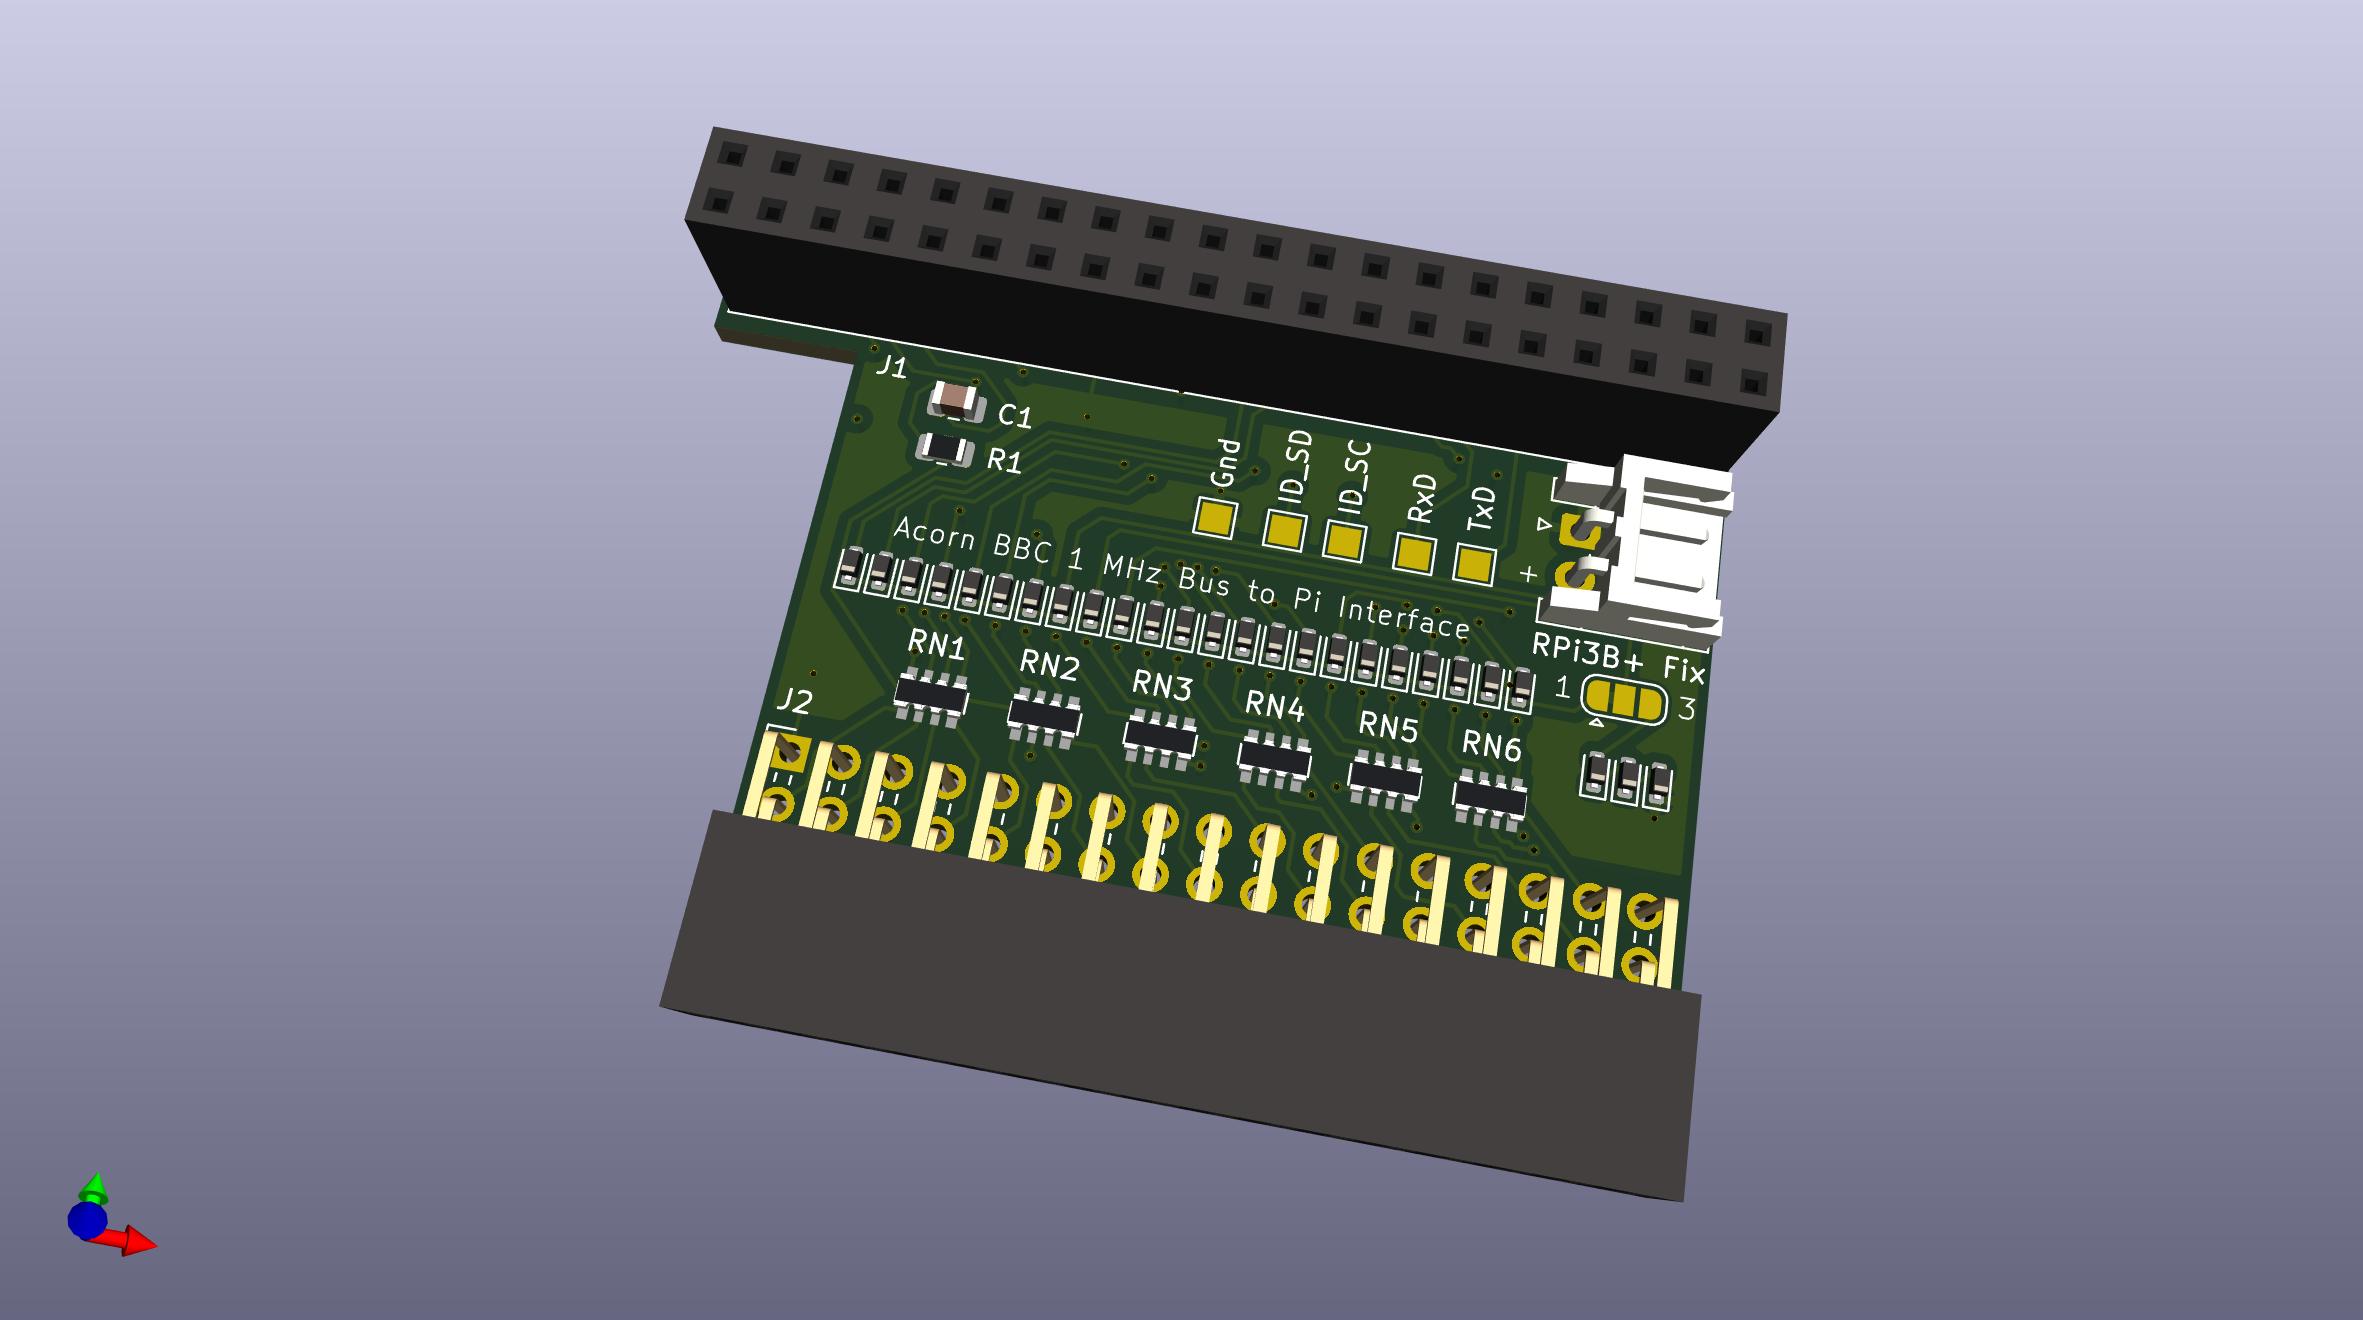 J1
C1
R1
Gnd
ID_SD
ID_SC
RxD
TxD
+
Acorn BBC 1 MHz Bus to Pi Interface
RPi3B+ Fix
1
3
RN1
RN2
RN3
RN4
RN5
RN6
J2